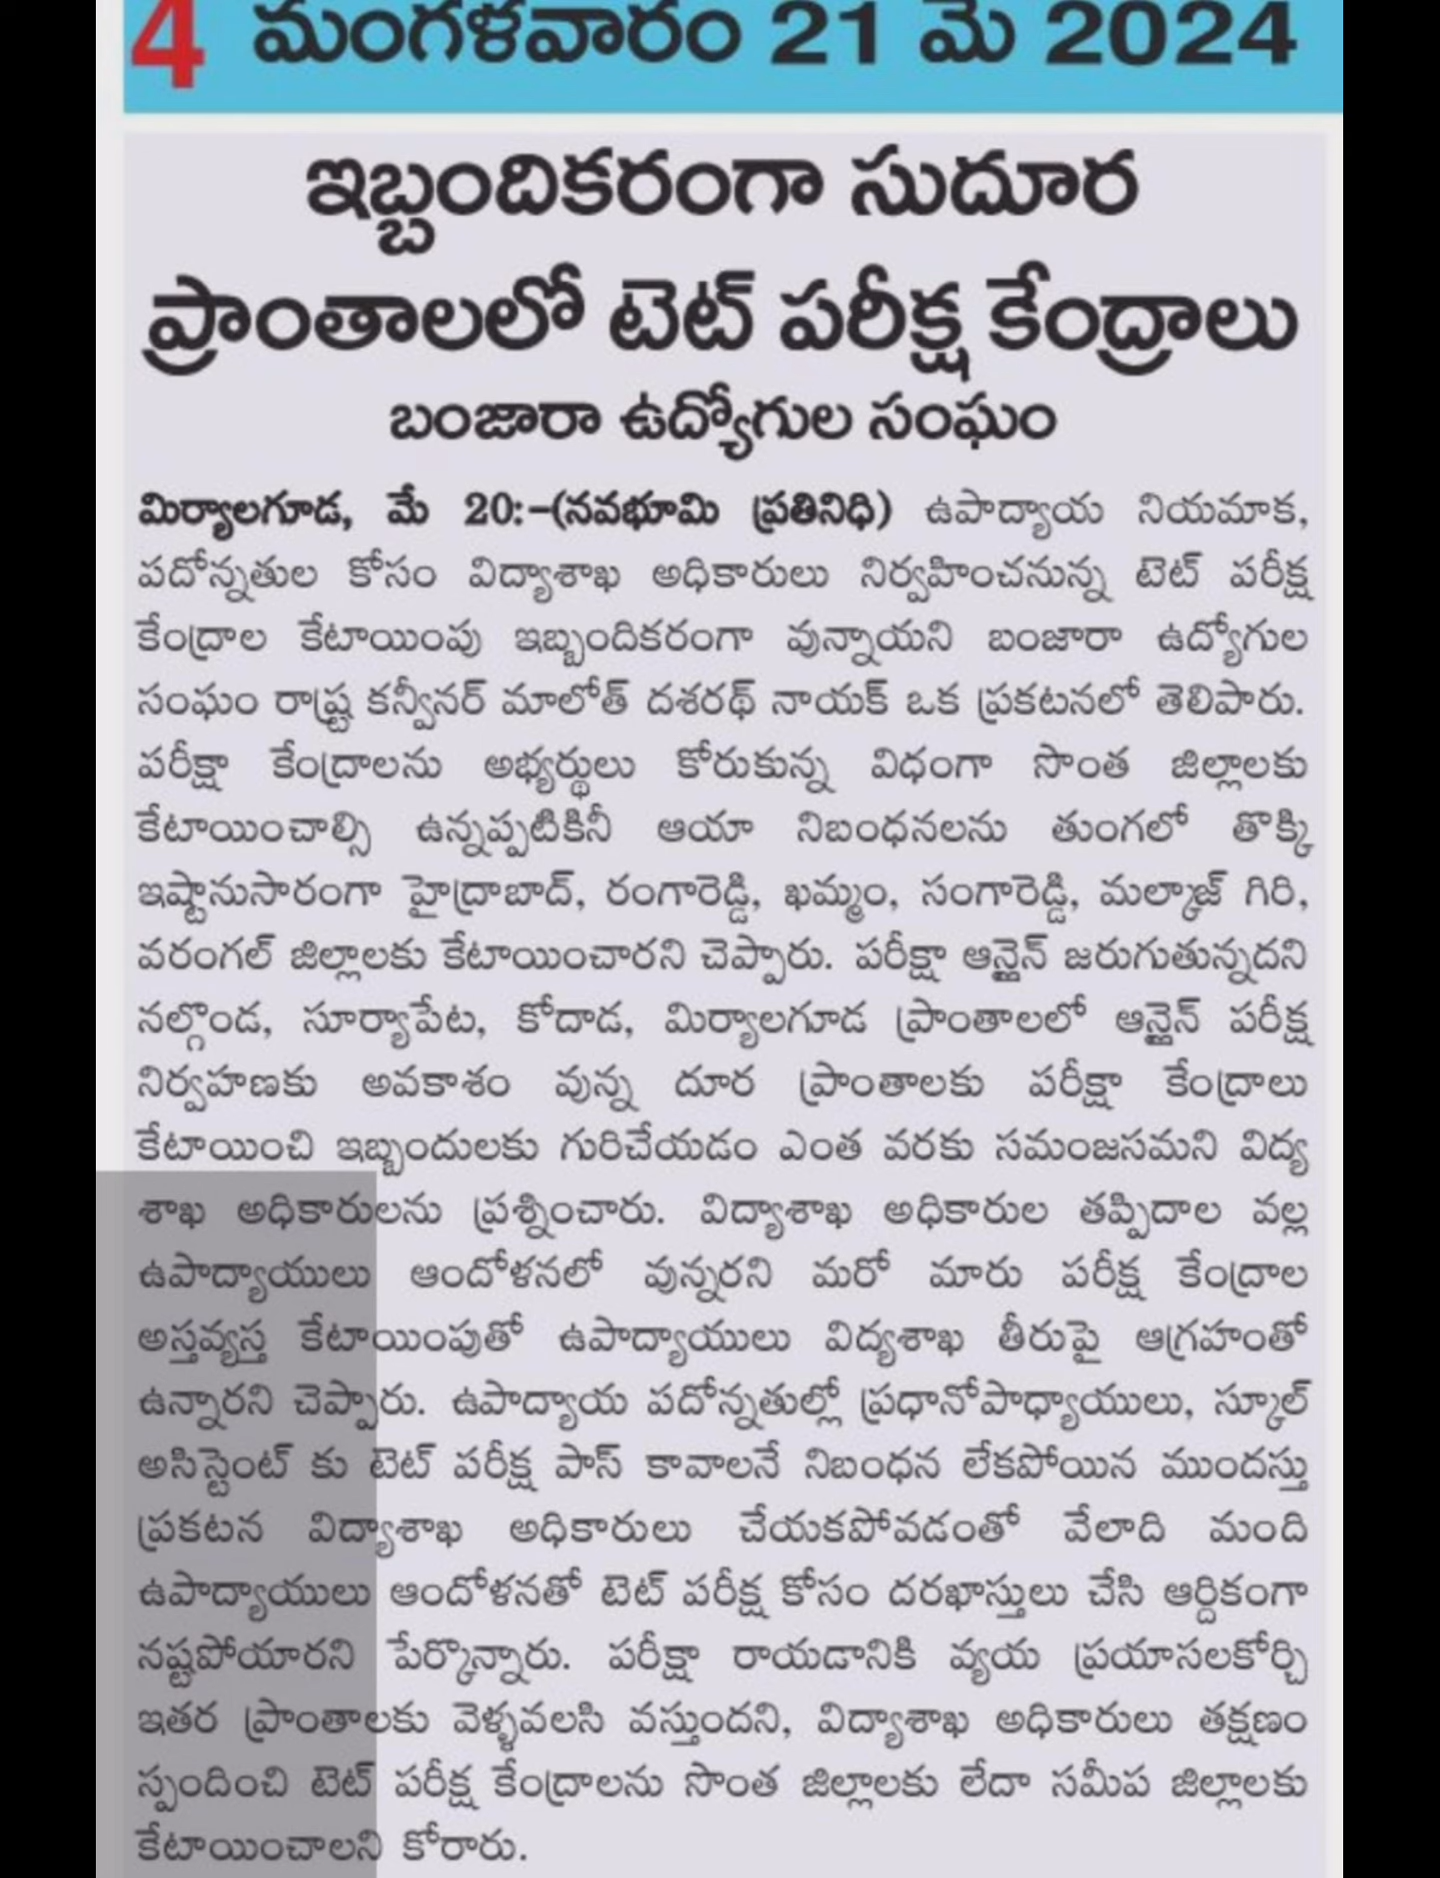 4 మంగళవారం 21 మే 2024
ఇబ్బందికరంగా సుదూర
ప్రాంతాలలో టెట్ పరీక్ష కేంద్రాలు
బంజారా ఉద్యోగుల సంఘం
మిర్యాలగూడ, మే 20:-(నవభూమి ప్రతినిధి) ఉపాద్యాయ నియమాక,
పదోన్నతుల కోసం విద్యాశాఖ అధికారులు నిర్వహించనున్న టెట్ పరీక్ష
కేంద్రాల కేటాయింపు ఇబ్బందికరంగా వున్నాయని బంజారా ఉద్యోగుల
సంఘం రాష్ట్ర కన్వీనర్ మాలోత్ దశరథ్ నాయక్ ఒక ప్రకటనలో తెలిపారు.
పరీక్షా కేంద్రాలను అభ్యర్థులు కోరుకున్న విధంగా సొంత జిల్లాలకు
కేటాయించాల్సి ఉన్నప్పటికినీ ఆయా నిబంధనలను తుంగలో తొక్కి
ఇష్టానుసారంగా హైద్రాబాద్, రంగారెడ్డి, ఖమ్మం, సంగారెడ్డి, మల్కాజ్ గిరి,
వరంగల్ జిల్లాలకు కేటాయించారని చెప్పారు. పరీక్షా ఆన్లైన్ జరుగుతున్నదని
నల్గొండ, సూర్యాపేట, కోదాడ, మిర్యాలగూడ ప్రాంతాలలో ఆన్లైన్ పరీక్ష
నిర్వహణకు అవకాశం వున్న దూర ప్రాంతాలకు పరీక్షా కేంద్రాలు
కేటాయించి ఇబ్బందులకు గురిచేయడం ఎంత వరకు సమంజసమని విద్య
శాఖ అధికారులను ప్రశ్నించారు. విద్యాశాఖ అధికారుల తప్పిదాల వల్ల
ఉపాద్యాయులు ఆందోళనలో వున్నరని మరో మారు పరీక్ష కేంద్రాల
అస్తవ్యస్త కేటాయింపుతో ఉపాద్యాయులు విద్యశాఖ తీరుపై ఆగ్రహంతో
ఉన్నారని చెప్పారు. ఉపాద్యాయ పదోన్నతుల్లో ప్రధానోపాధ్యాయులు, స్కూల్
అసిస్టెంట్ కు టెట్ పరీక్ష పాస్ కావాలనే నిబంధన లేకపోయిన ముందస్తు
ప్రకటన విద్యాశాఖ అధికారులు చేయకపోవడంతో వేలాది మంది
ఉపాద్యాయులు ఆందోళనతో టెట్ పరీక్ష కోసం దరఖాస్తులు చేసి ఆర్దికంగా
నష్టపోయారని పేర్కొన్నారు. పరీక్షా రాయడానికి వ్యయ ప్రయాసలకోర్చి
ఇతర ప్రాంతాలకు వెళ్ళవలసి వస్తుందని, విద్యాశాఖ అధికారులు తక్షణం
స్పందించి టెట్ పరీక్ష కేంద్రాలను సొంత జిల్లాలకు లేదా సమీప జిల్లాలకు
కేటాయించాలని కోరారు.